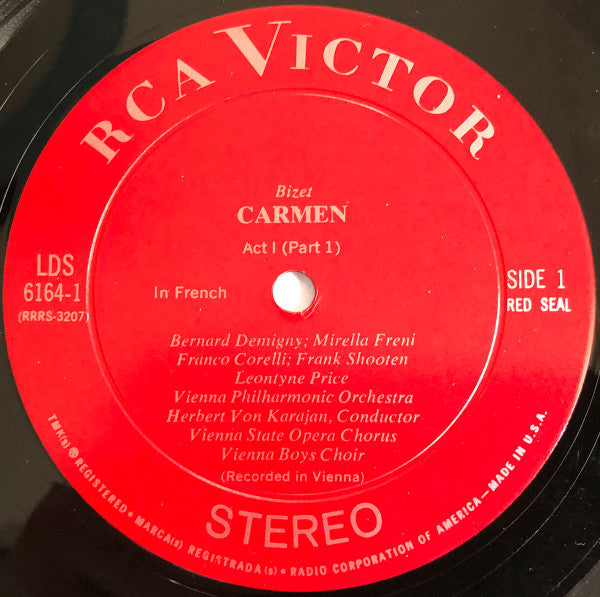 RCA VICTOR
Bizet
CARMEN
Act I (Part 1)
LDS
6164-1
(RRRS-3207)
In French
SIDE 1
RED SEAL
Bernard Demigny; Mirella Freni
Franco Corelli; Frank Shooten
Leontyne Price
Vienna Philharmonic Orchestra
Herbert Von Karajan, Conductor
Vienna State Opera Chorus
Vienna Boys Choir
(Recorded in Vienna)
STEREO
TMK(s) ® REGISTERED • MARCA(s) REGISTRADA(s) • RADIO CORPORATION OF AMERICA—MADE IN U.S.A.